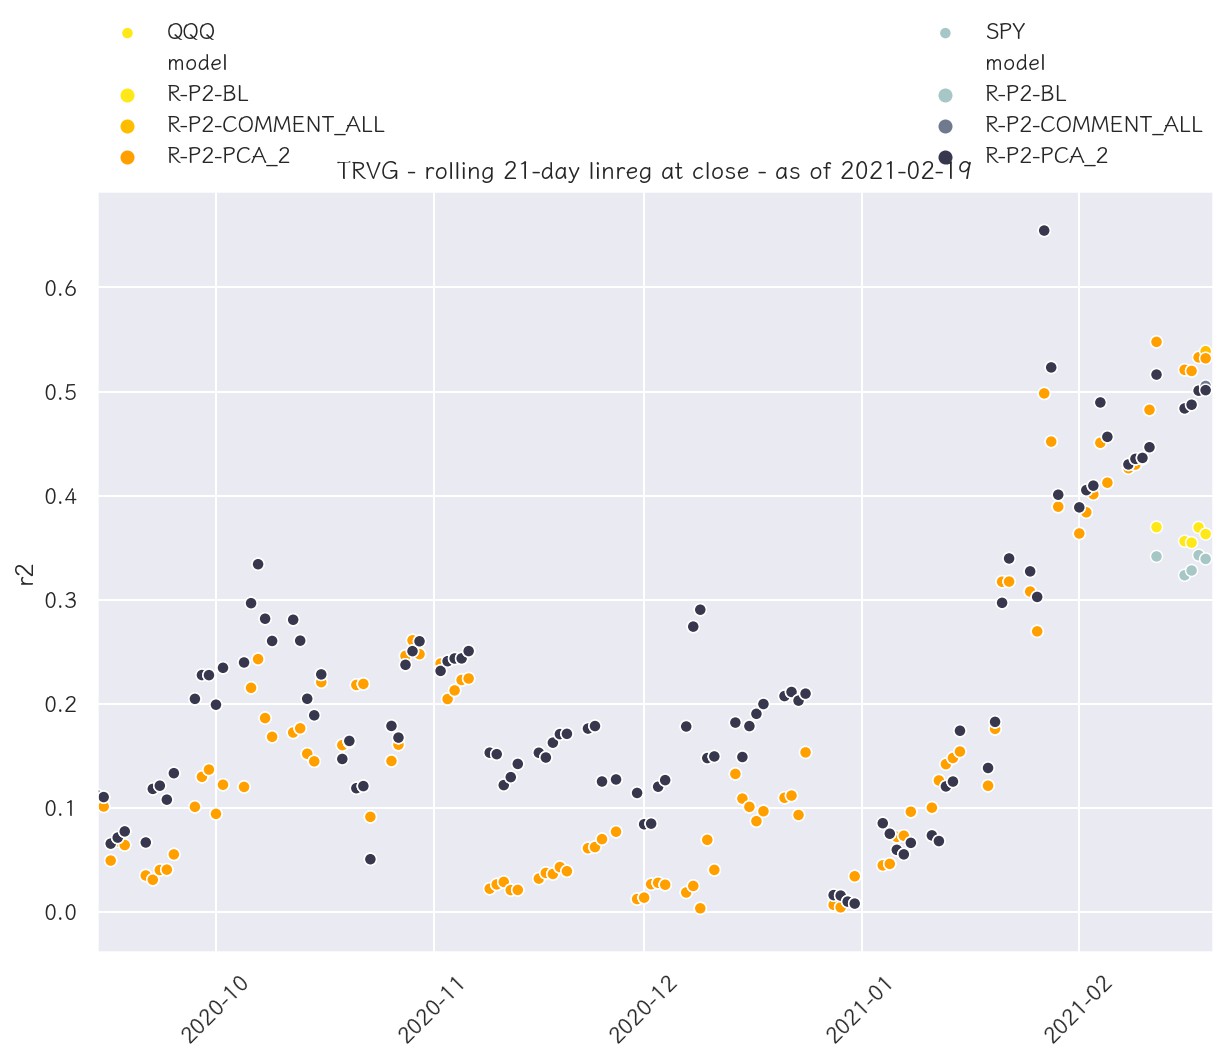 QQQ
model
R-P2-BL
R-P2-COMMENT_ALL
R-P2-PCA_2
SPY
model
R-P2-BL
R-P2-COMMENT_ALL
R-P2-PCA_2
TRVG - rolling 21-day linreg at close - as of 2021-02-19
0.6
0.5
0.4
0.3
0.2
0.1
0.0
r2
2020-10
2020-11
2020-12
2021-01
2021-02